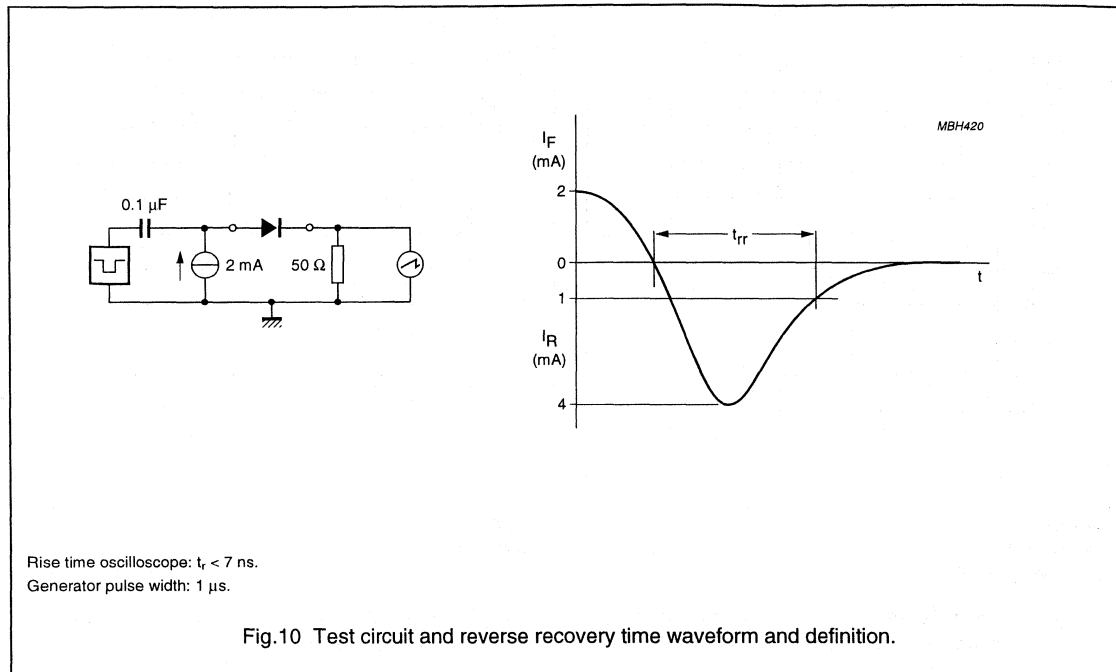 MBH420
I_F
(mA)
2
0
1
I_R
(mA)
4
t_rr
t
0.1 μF
2 mA
50 Ω
Rise time oscilloscope: t_r < 7 ns.
Generator pulse width: 1 μs.
Fig.10 Test circuit and reverse recovery time waveform and definition.